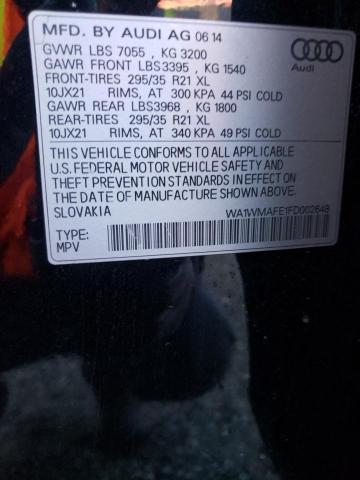 MFD. BY AUDI AG 06 14
GVWR LBS 7055 , KG 3200
GAWR FRONT LBS3395 , KG 1540
FRONT-TIRES 295/35 R21 XL
10JX21 RIMS, AT 300 KPA 44 PSI COLD
GAWR REAR LBS3968 , KG 1800
REAR-TIRES 295/35 R21 XL
10JX21 RIMS, AT 340 KPA 49 PSI COLD
Audi
THIS VEHICLE CONFORMS TO ALL APPLICABLE
U.S. FEDERAL MOTOR VEHICLE SAFETY AND
THEFT PREVENTION STANDARDS IN EFFECT ON
THE DATE OF MANUFACTURE SHOWN ABOVE.
SLOVAKIA WA1WMAFE1FD002648
TYPE:
MPV